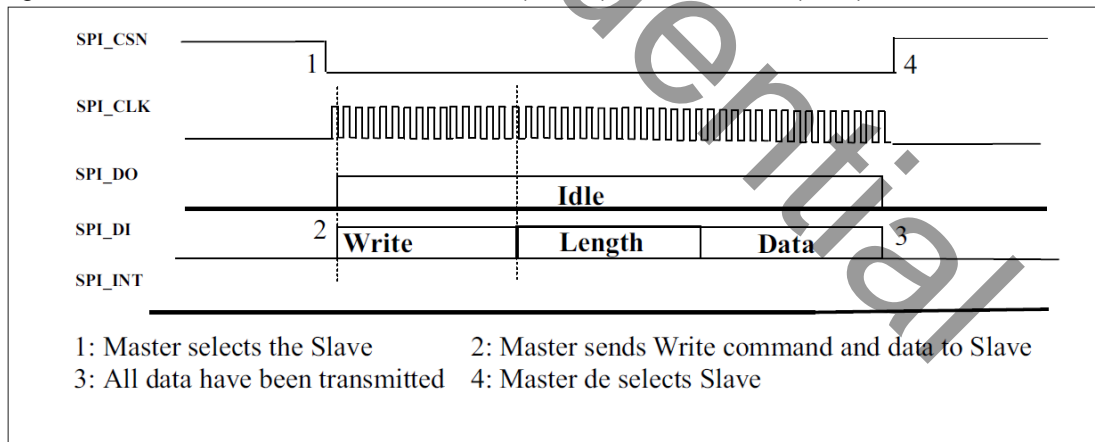 SPI_CSN
1
4
SPI_CLK
SPI_DO
Idle
SPI_DI
2 Write Length Data 3
SPI_INT
1: Master selects the Slave 2: Master sends Write command and data to Slave
3: All data have been transmitted 4: Master de selects Slave
dential